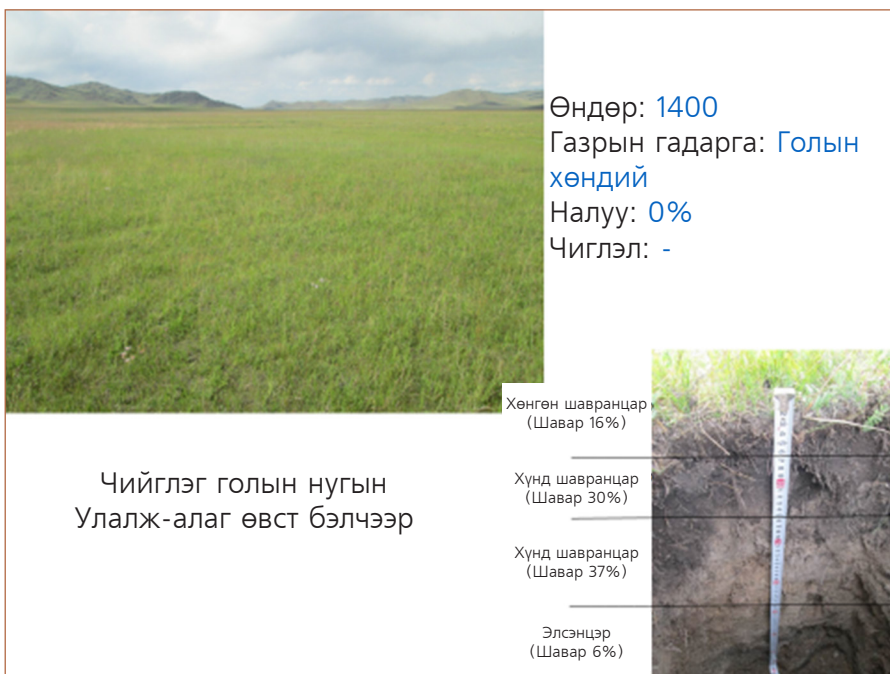 Өндөр: 1400
Газрын гадарга: Голын
хөндий
Налуу: 0%
Чиглэл: -
Хөнгөн шавранцар
(Шавар 16%)
Хүнд шавранцар
(Шавар 30%)
Хүнд шавранцар
(Шавар 37%)
Элсэнцэр
(Шавар 6%)
Чийглэг голын нугын
Улалж-алаг өвст бэлчээр